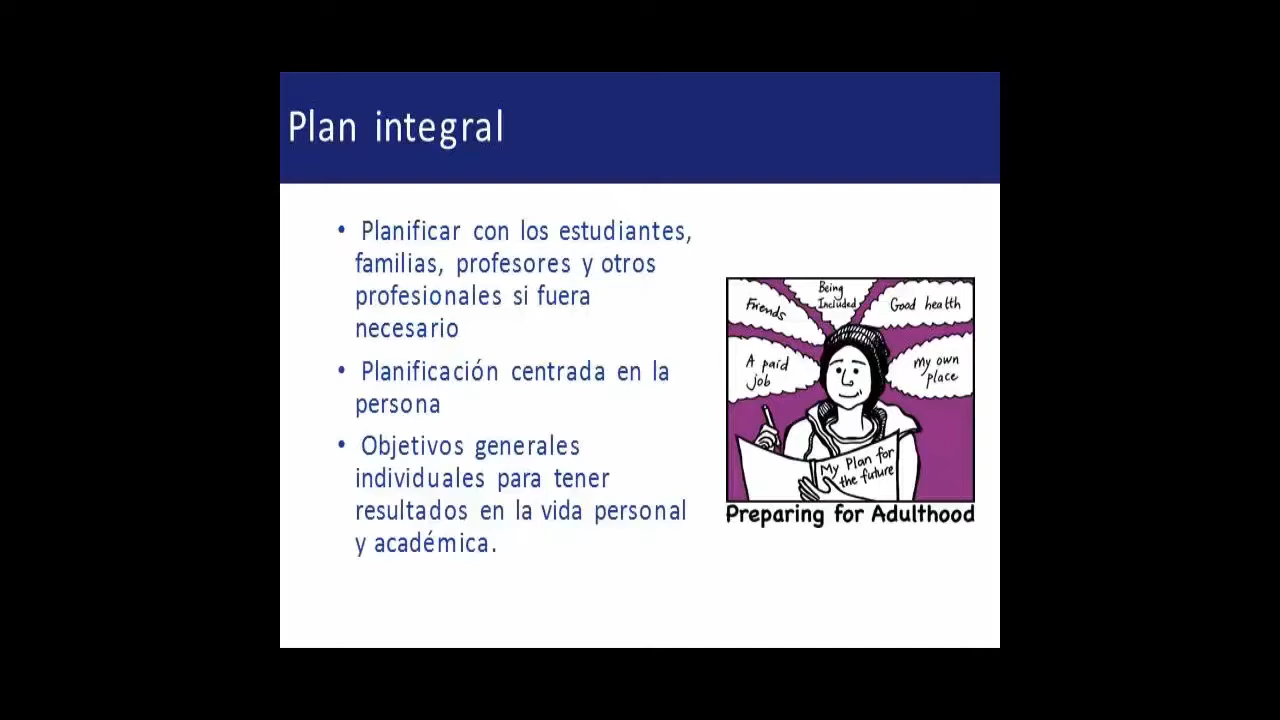 Plan integral
• Planificar con los estudiantes,
familias, profesores y otros
profesionales si fuera
necesario
• Planificación centrada en la
persona
• Objetivos generales
individuales para tener
resultados en la vida personal
y académica.
Friends
Being
Included
Good health
A paid
job
My own
place
My Plan for
the future
Preparing for Adulthood